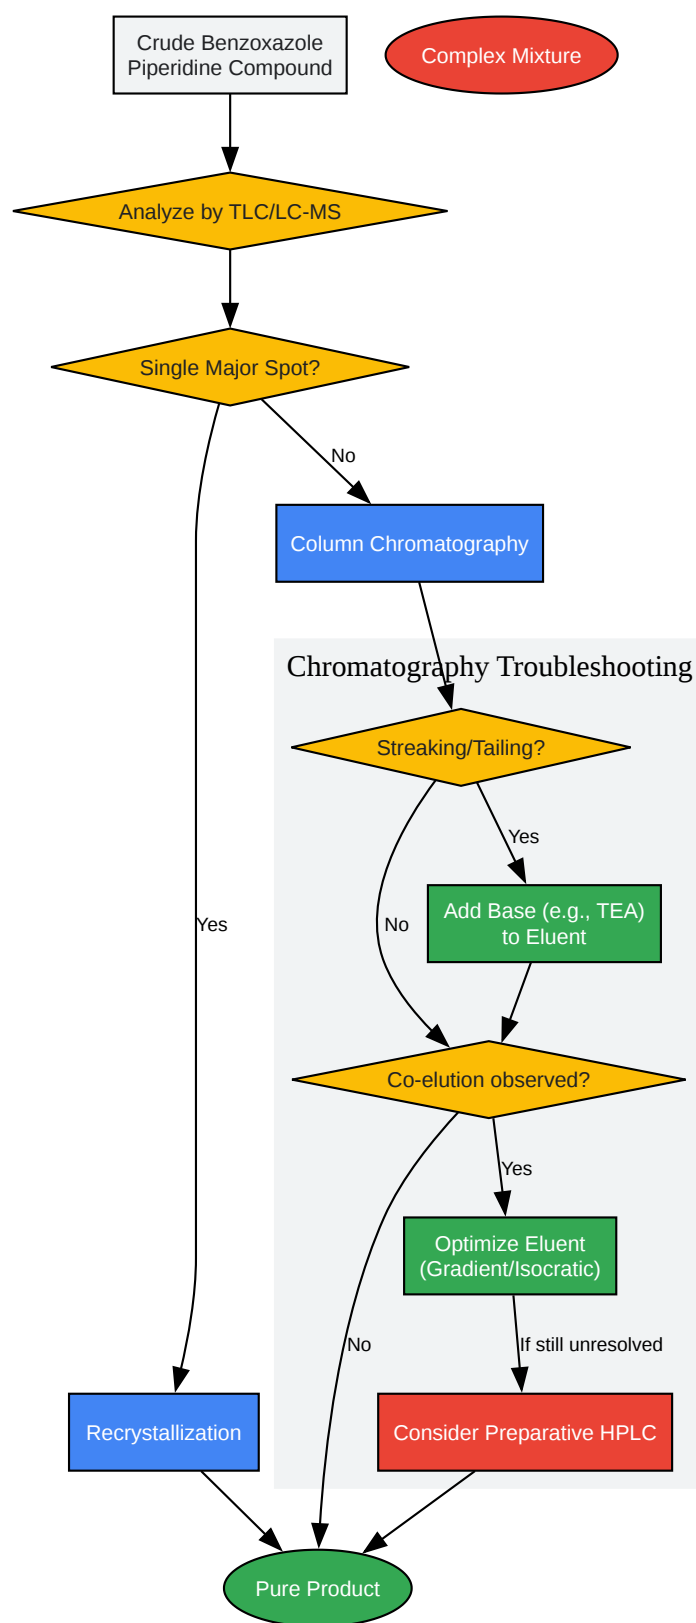 Crude Benzoxazole
Piperidine Compound
Complex Mixture
Analyze by TLC/LC-MS
Single Major Spot?
No
Column Chromatography
Chromatography Troubleshooting
Streaking/Tailing?
Yes
Add Base (e.g., TEA)
to Eluent
No
Yes
Co-elution observed?
Yes
Optimize Eluent
(Gradient/Isocratic)
No
If still unresolved
Recrystallization
Consider Preparative HPLC
Pure Product